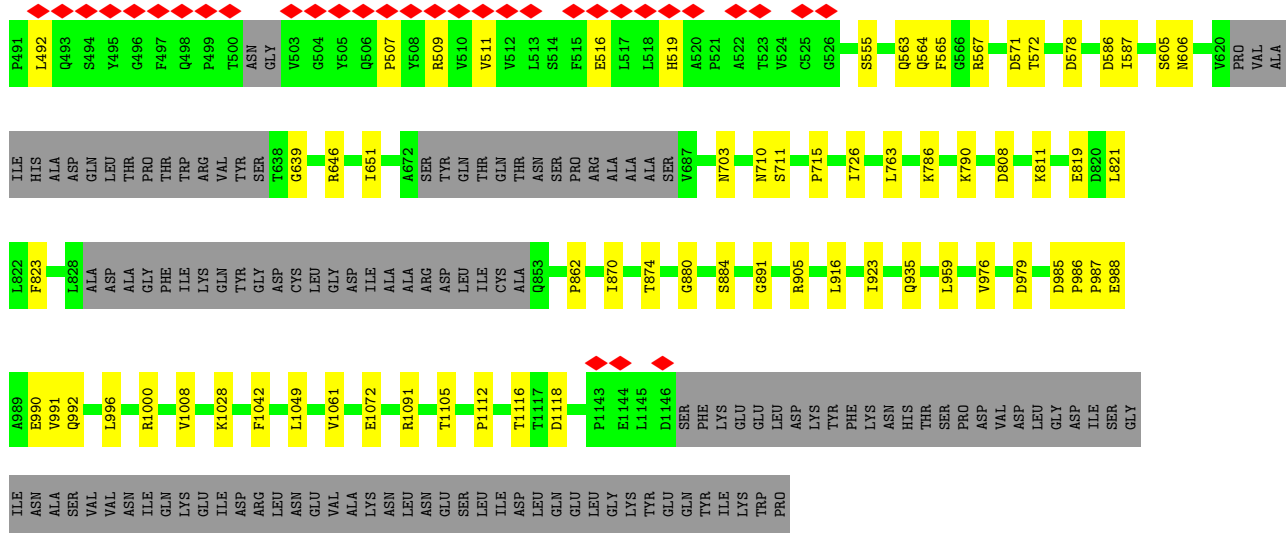 P491 L492 Q493 S494 Y495 G496 F497 Q498 P499 T500 ASN GLY V503 G504 Y505 Q506 P507 Y508 R509 V510 V511 V512 L513 S514 F515 E516 L517 L518 H519 A520 P521 A522 T523 V524 C525 G526 S555 Q563 Q564 F565 G566 R567 D571 T572 D578 D586 I587 S605 N606 V620 PRO VAL ALA
ILE HIS ALA ASP GLN LEU THR PRO THR TRP ARG VAL TYR SER T638 G639 R646 I651 A672 SER TYR GLN THR GLN THR ASN SER PRO ARG ALA ALA ALA SER V687 N703 N710 S711 P715 I726 L763 K786 K790 D808 K811 E819 D820 L821
L822 F823 L828 ALA ASP ALA GLY PHE ILE LYS GLN TYR GLY ASP CYS LEU GLY ASP ILE ALA ALA ARG ASP LEU ILE CYS ALA Q853 P862 I870 T874 G880 S884 G891 R905 L916 I923 Q935 L959 V976 D979 D985 P986 P987 E988
A989 E990 V991 Q992 L996 R1000 V1008 K1028 F1042 L1049 V1061 E1072 R1091 T1105 P1112 T1116 T1117 D1118 P1143 E1144 L1145 D1146 SER PHE LYS GLU GLU LEU ASP LYS TYR PHE LYS ASN HIS THR SER PRO ASP VAL ASP LEU GLY ASP ILE SER GLY
ILE ASN ALA SER VAL VAL ASN ILE GLN LYS GLU ILE ASP ARG LEU ASN GLU VAL ALA LYS ASN LEU ASN GLU SER LEU ILE ASP LEU GLN GLU LEU GLY LYS TYR GLU GLN TYR ILE LYS TRP PRO